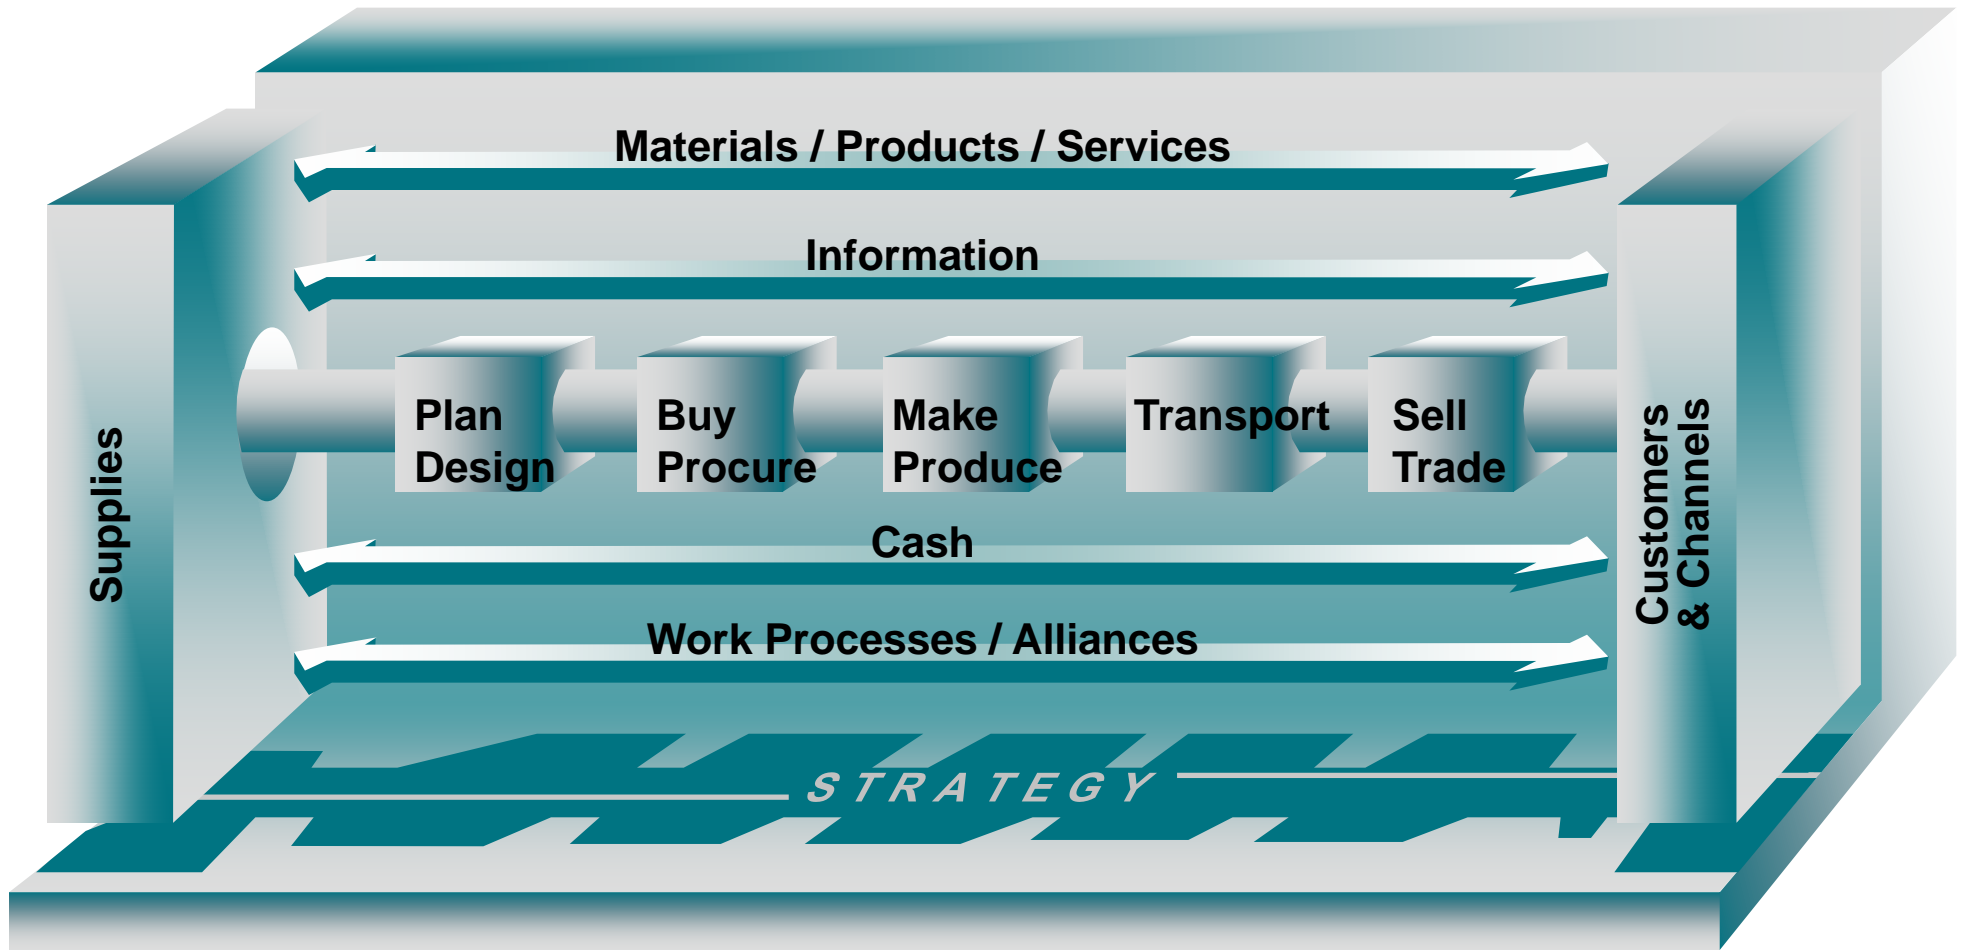 Materials / Products / Services
Information
Supplies
Plan
Design
Buy
Procure
Make
Produce
Transport
Sell
Trade
Customers
& Channels
Cash
Work Processes / Alliances
STRATEGY